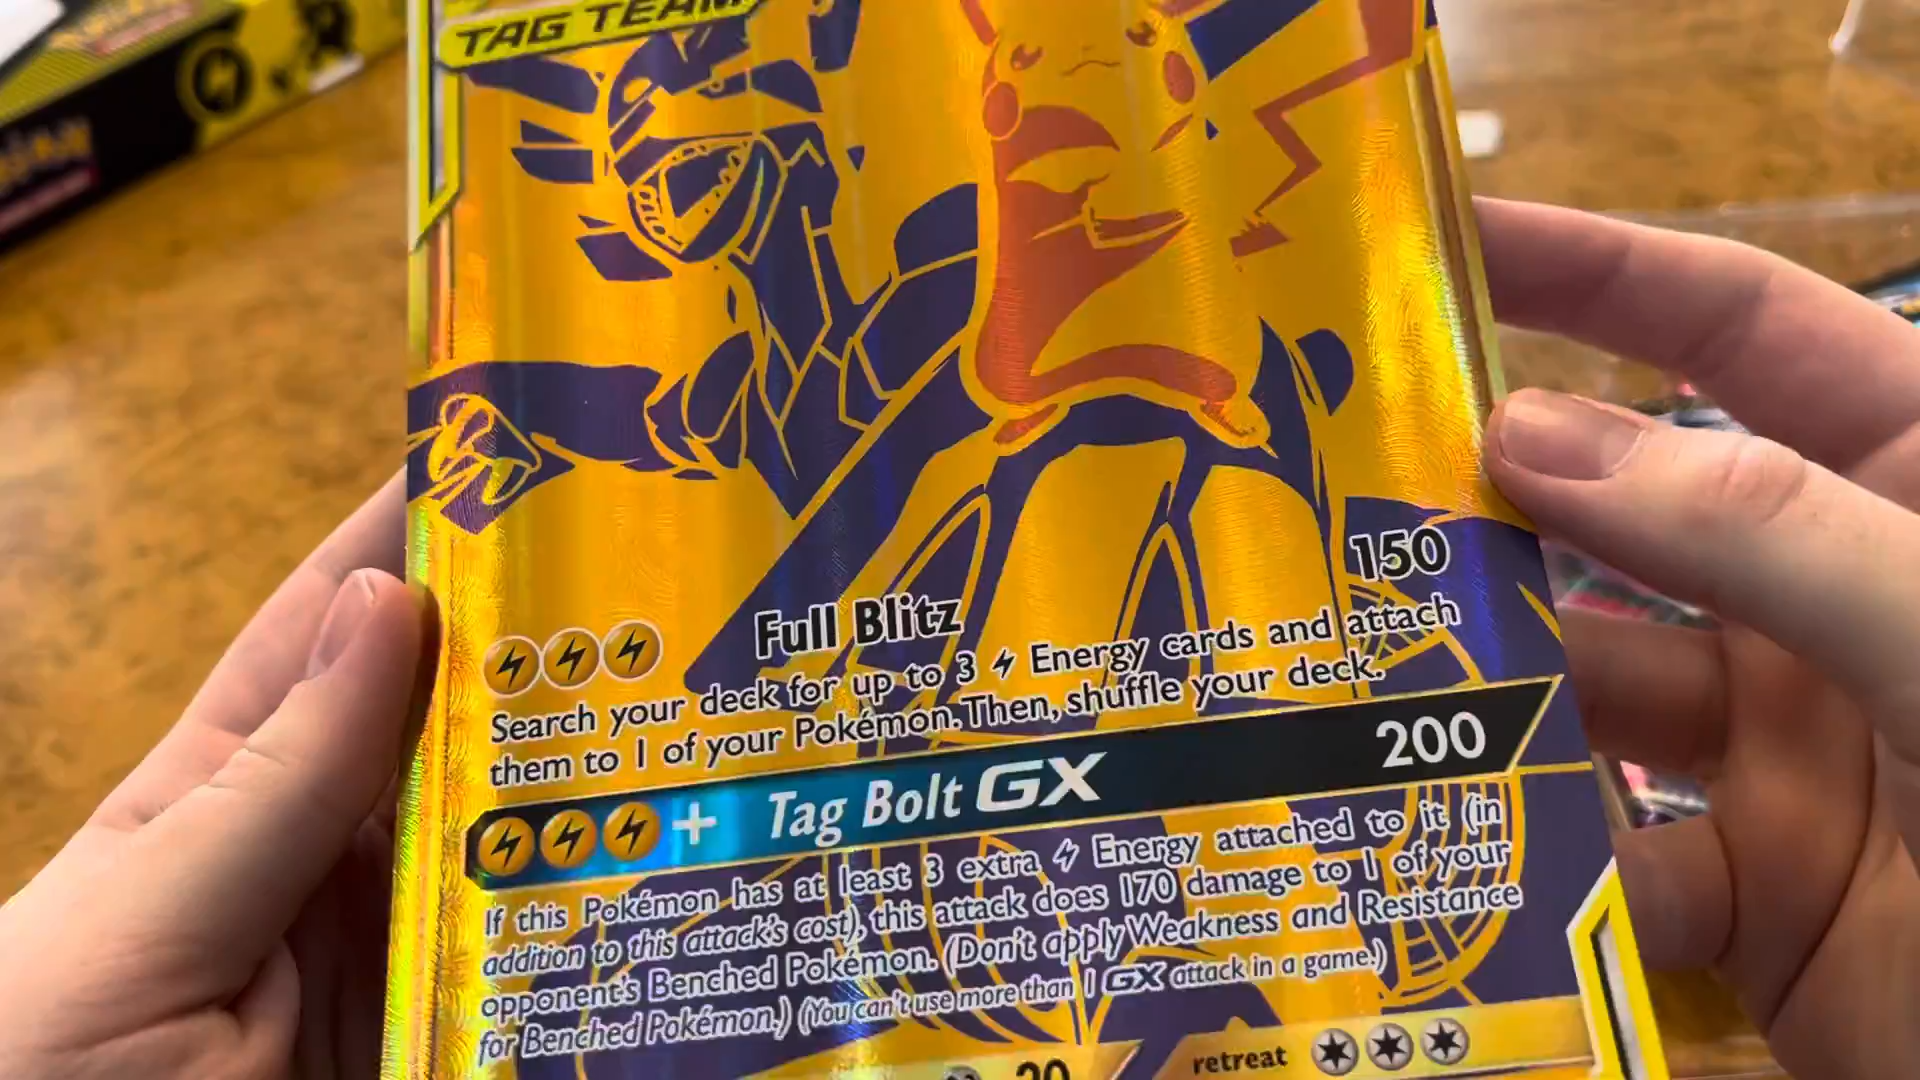 TAG TEAM
150
Full Blitz
Search your deck for up to 3 Energy cards and attach
them to 1 of your Pokémon. Then, shuffle your deck.
+ Tag Bolt GX 200
If this Pokémon has at least 3 extra Energy attached to it (in
addition to this attack's cost), this attack does 170 damage to 1 of your
opponent's Benched Pokémon. (Don't apply Weakness and Resistance
for Benched Pokémon.) (You can't use more than 1 GX attack in a game.)
retreat